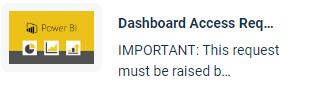 Power BI
Dashboard Access Req...
IMPORTANT: This request
must be raised b...